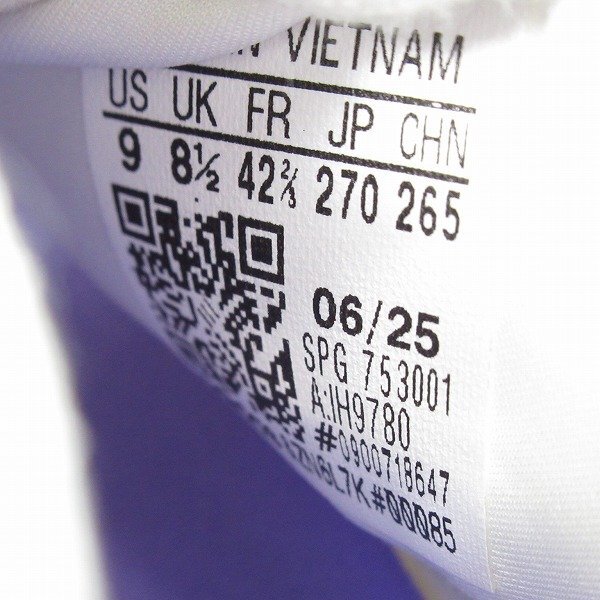 VIETNAM
US UK FR JP CHN
9 8½ 42⅔ 270 265
06/25
SPG 753001
A:IH9780
#0900718647
#00085